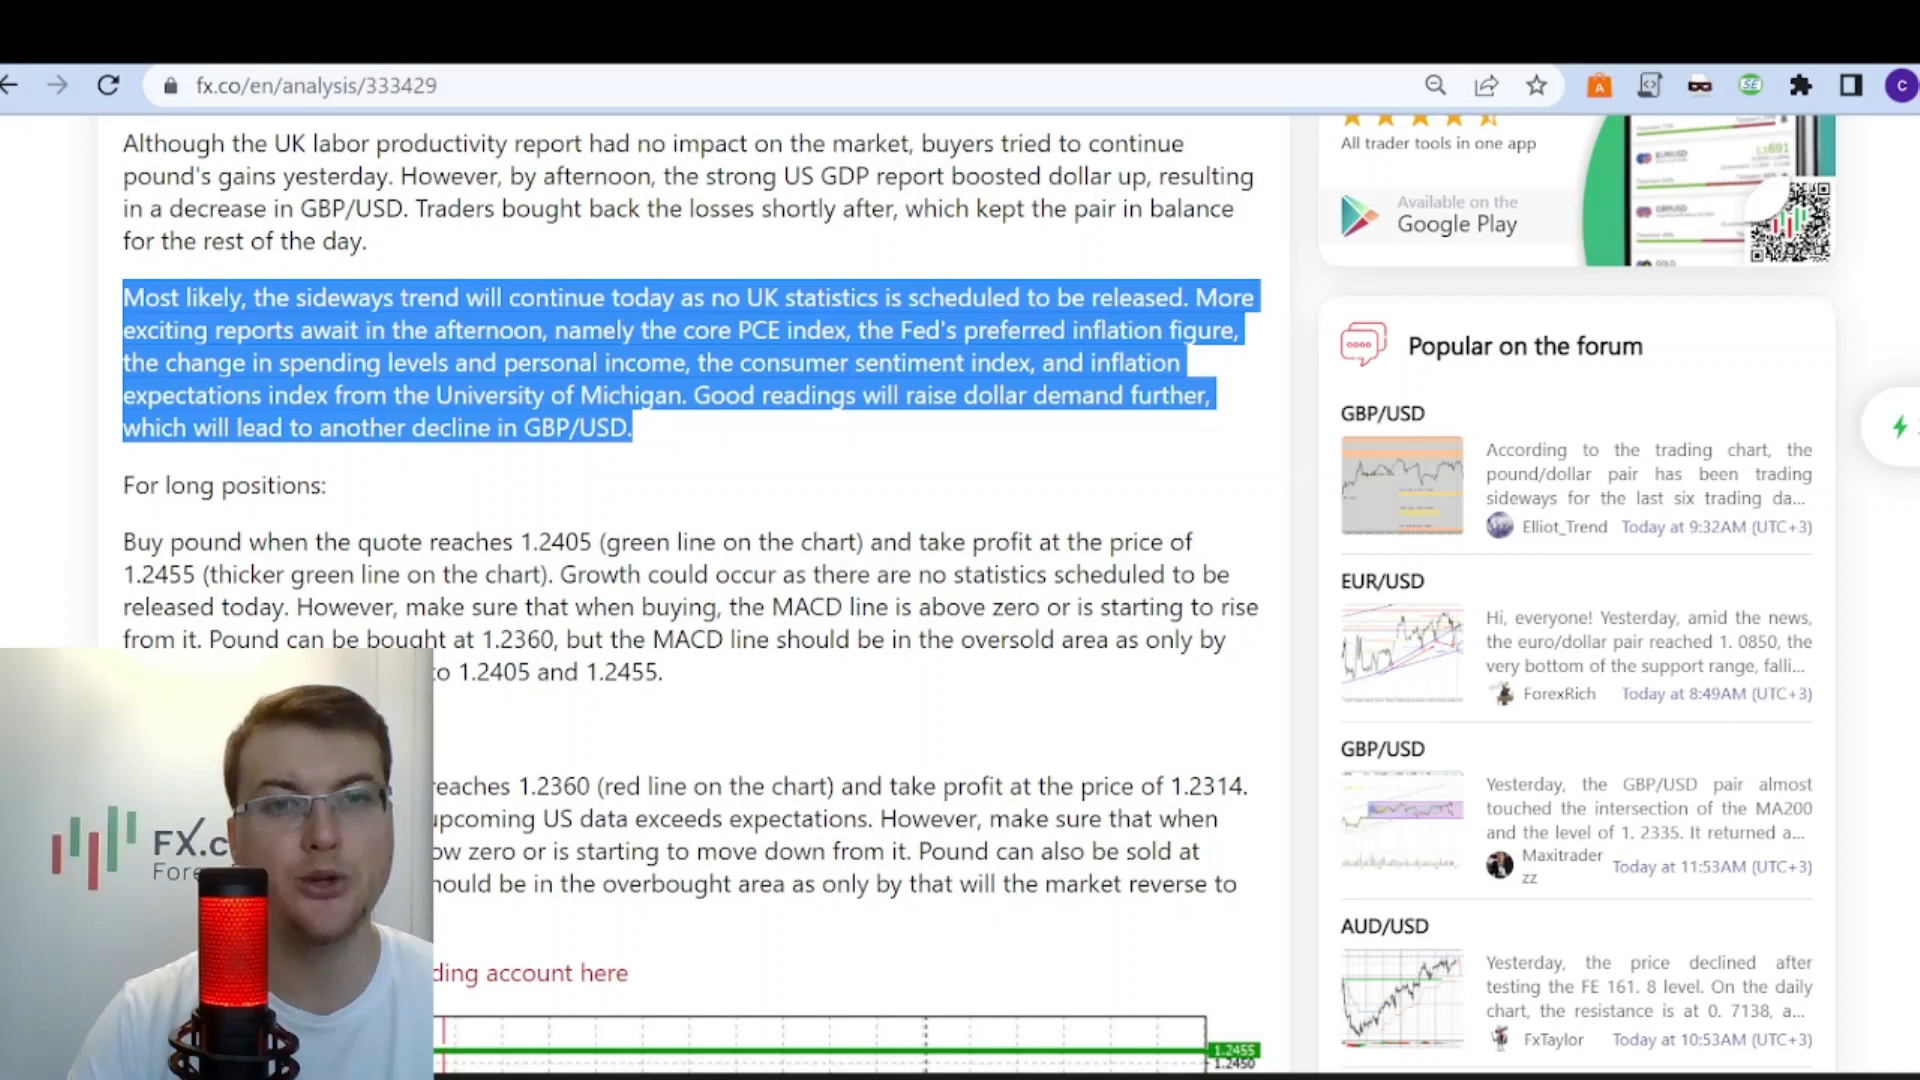 fx.co/en/analysis/333429
SE
C
Although the UK labor productivity report had no impact on the market, buyers tried to continue
pound's gains yesterday. However, by afternoon, the strong US GDP report boosted dollar up, resulting
in a decrease in GBP/USD. Traders bought back the losses shortly after, which kept the pair in balance
for the rest of the day.
Most likely, the sideways trend will continue today as no UK statistics is scheduled to be released. More
exciting reports await in the afternoon, namely the core PCE index, the Fed's preferred inflation figure,
the change in spending levels and personal income, the consumer sentiment index, and inflation
expectations index from the University of Michigan. Good readings will raise dollar demand further,
which will lead to another decline in GBP/USD.
For long positions:
Buy pound when the quote reaches 1.2405 (green line on the chart) and take profit at the price of
1.2455 (thicker green line on the chart). Growth could occur as there are no statistics scheduled to be
released today. However, make sure that when buying, the MACD line is above zero or is starting to rise
from it. Pound can be bought at 1.2360, but the MACD line should be in the oversold area as only by
to 1.2405 and 1.2455.
reaches 1.2360 (red line on the chart) and take profit at the price of 1.2314.
upcoming US data exceeds expectations. However, make sure that when
ow zero or is starting to move down from it. Pound can also be sold at
hould be in the overbought area as only by that will the market reverse to
ding account here
1.2455
1.2450
FX.c
Fore
All trader tools in one app
Available on the
Google Play
EUR/USD
GBP/USD
GOLD
Popular on the forum
GBP/USD
According to the trading chart, the
pound/dollar pair has been trading
sideways for the last six trading da...
Elliot_Trend Today at 9:32AM (UTC+3)
EUR/USD
Hi, everyone! Yesterday, amid the news,
the euro/dollar pair reached 1. 0850, the
very bottom of the support range, falli...
ForexRich Today at 8:49AM (UTC+3)
GBP/USD
Yesterday, the GBP/USD pair almost
touched the intersection of the MA200
and the level of 1. 2335. It returned a...
Maxitrader
zz Today at 11:53AM (UTC+3)
AUD/USD
Yesterday, the price declined after
testing the FE 161. 8 level. On the daily
chart, the resistance is at 0. 7138, a...
FxTaylor Today at 10:53AM (UTC+3)